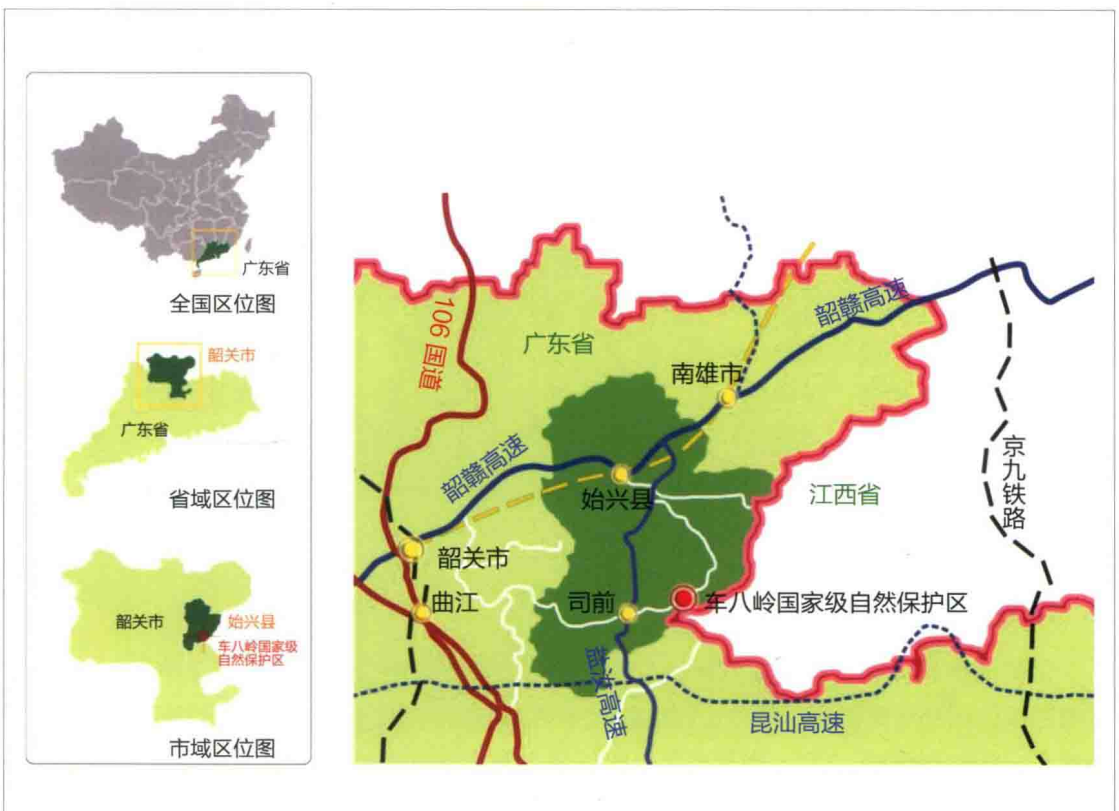 广东省
全国区位图
韶关市
广东省
省域区位图
韶关市
始兴县
车八岭国家级
自然保护区
市域区位图
106国道
广东省
韶赣高速
南雄市
韶赣高速
始兴县
江西省
京九铁路
韶关市
曲江
司前
车八岭国家级自然保护区
盐汝高速
昆汕高速